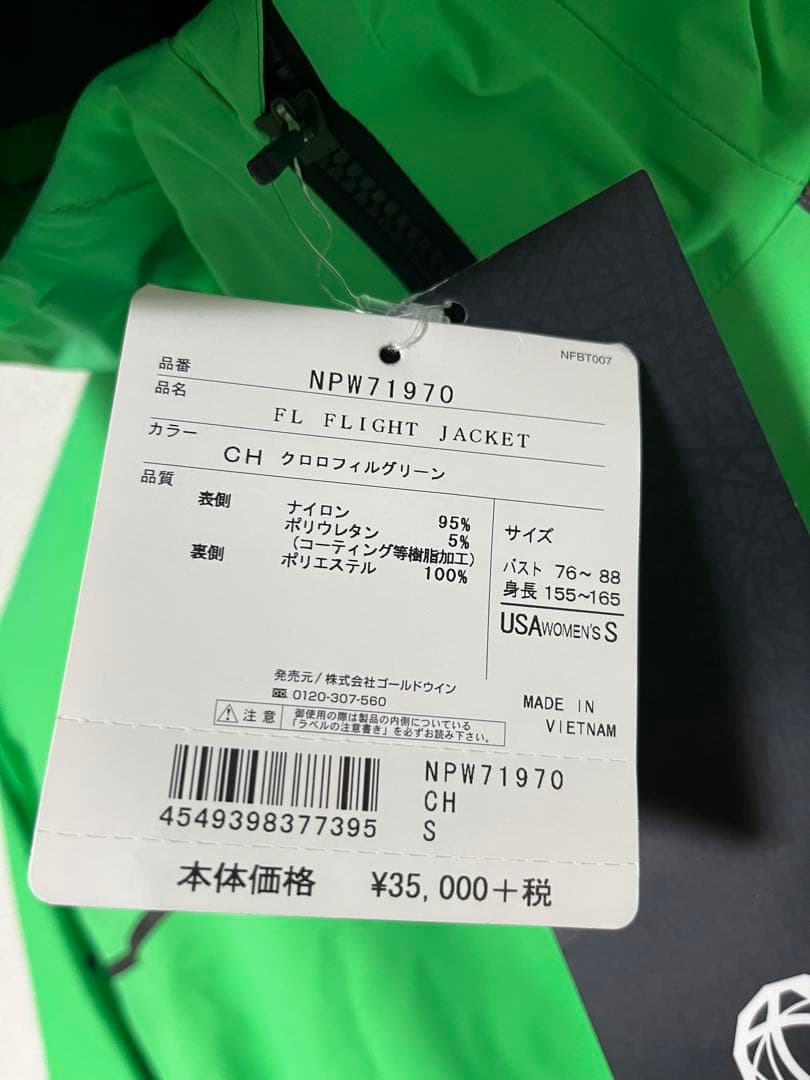 NFBT007
品番 NPW71970
品名 FL FLIGHT JACKET
カラー CH クロロフィルグリーン
品質
表側 ナイロン 95%
ポリウレタン 5%
(コーティング等樹脂加工)
裏側 ポリエステル 100%
サイズ
バスト 76～88
身長 155～165
USA WOMEN'S S
発売元/株式会社ゴールドウイン
0120-307-560
注意 御使用の際は製品の内側についている
「ラベルの注意書き」を必ずお読み下さい。
MADE IN
VIETNAM
4549398377395
NPW71970
CH
S
本体価格 ¥35,000+税